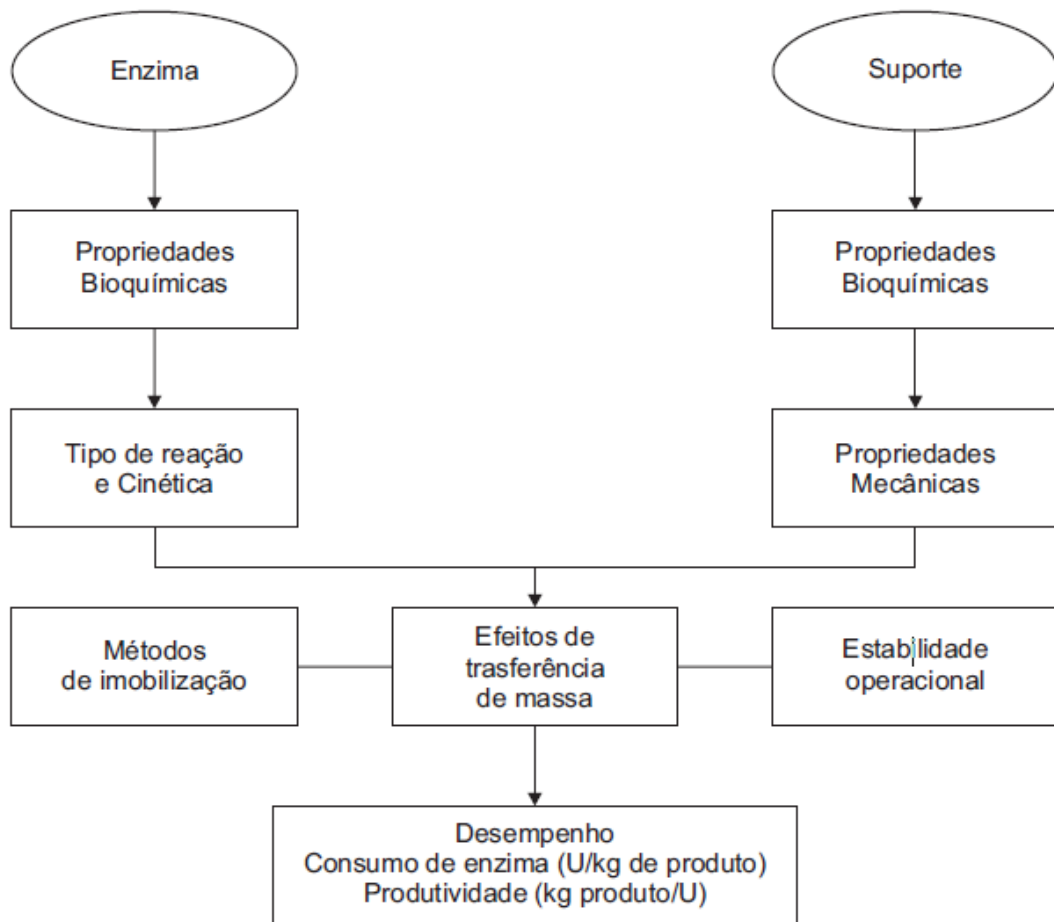 Enzima
Suporte
Propriedades
Bioquímicas
Propriedades
Bioquímicas
Tipo de reação
e Cinética
Propriedades
Mecânicas
Métodos
de imobilização
Efeitos de
trasferência
de massa
Estabilidade
operacional
Desempenho
Consumo de enzima (U/kg de produto)
Produtividade (kg produto/U)